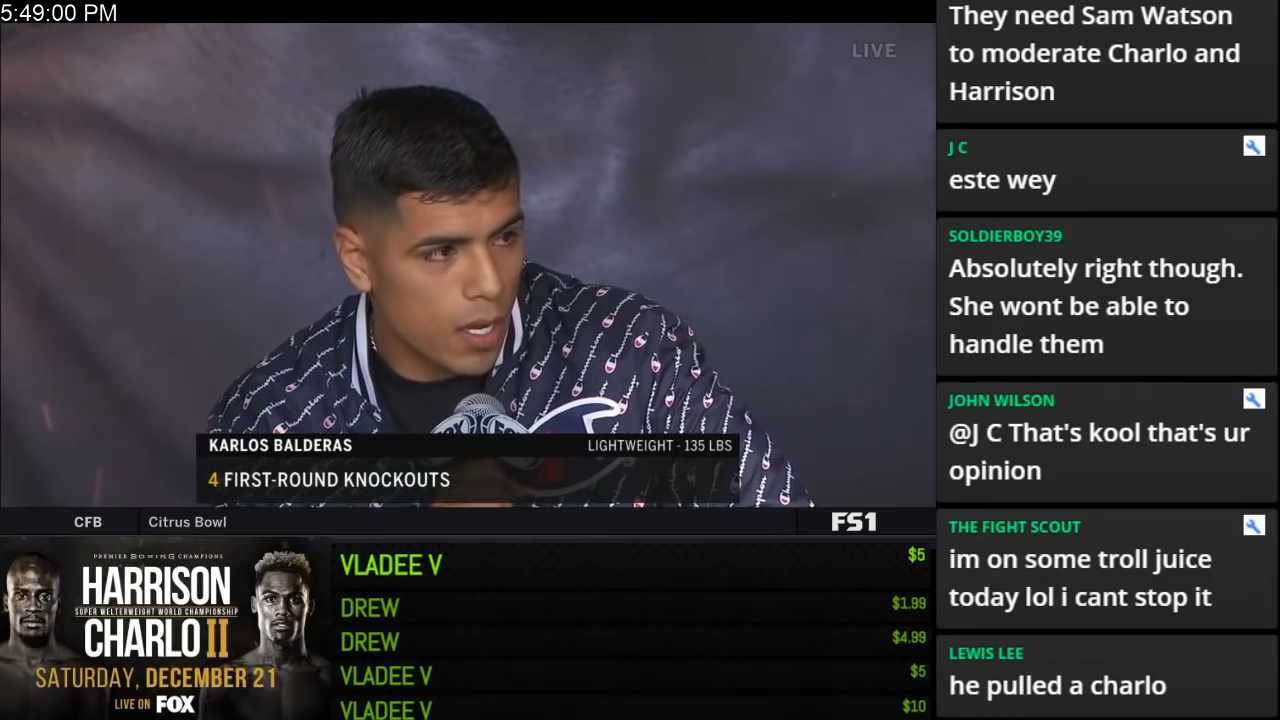 5:49:00 PM
LIVE
KARLOS BALDERAS
LIGHTWEIGHT - 135 LBS
4 FIRST-ROUND KNOCKOUTS
CFB
Citrus Bowl
FS1
PREMIER BOXING CHAMPIONS
HARRISON
SUPER WELTERWEIGHT WORLD CHAMPIONSHIP
CHARLO II
SATURDAY, DECEMBER 21
LIVE ON FOX
VLADEE V $5
DREW $1.99
DREW $4.99
VLADEE V $5
VLADEE V $10
They need Sam Watson
to moderate Charlo and
Harrison
J C
este wey
SOLDIERBOY39
Absolutely right though.
She wont be able to
handle them
JOHN WILSON
@J C That's kool that's ur
opinion
THE FIGHT SCOUT
im on some troll juice
today lol i cant stop it
LEWIS LEE
he pulled a charlo